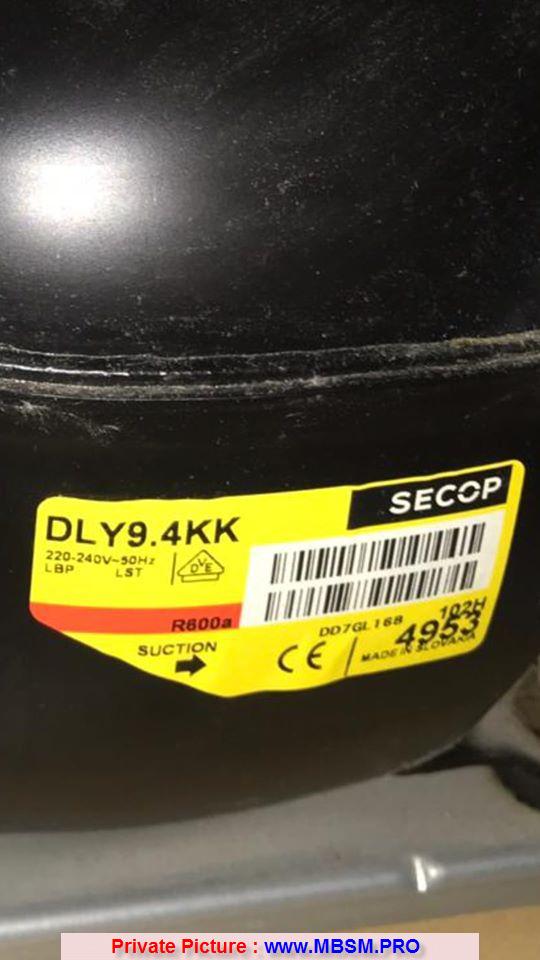 SECOP
DLY9.4KK
220-240V~50Hz
LBP LST
VDE
R600a
DD7GL168 102H
4953
SUCTION
CE
MADE IN SLOVAKIA
Private Picture : www.MBSM.PRO